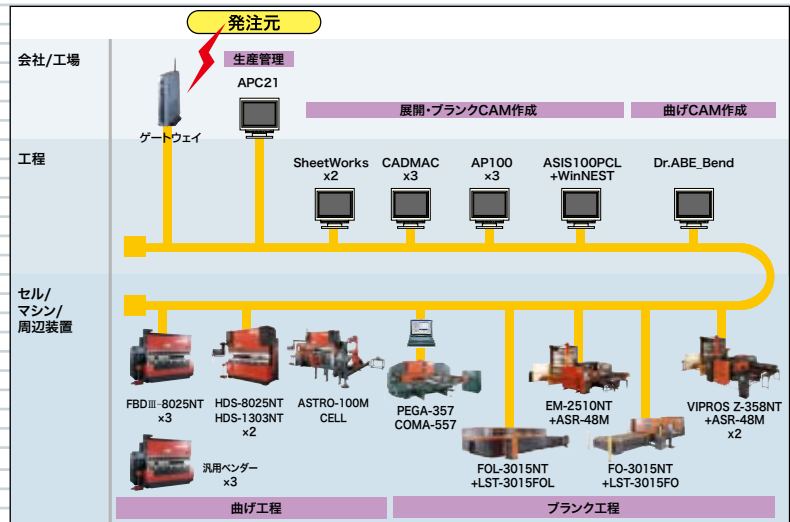 発注元
会社/工場
生産管理
APC21
展開・ブランクCAM作成
曲げCAM作成
ゲートウェイ
工程
SheetWorks
x2
CADMAC
x3
AP100
×3
ASIS100PCL
+WinNEST
Dr.ABE_Bend
セル/
マシン/
周辺装置
FBDⅢ-8025NT
×3
HDS-8025NT
HDS-1303NT
×2
ASTRO-100M
CELL
PEGA-357
COMA-557
EM-2510NT
+ASR-48M
VIPROS Z-358NT
+ASR-48M
x2
汎用ベンダー
×3
FOL-3015NT
+LST-3015FOL
FO-3015NT
+LST-3015FO
曲げ工程
ブランク工程